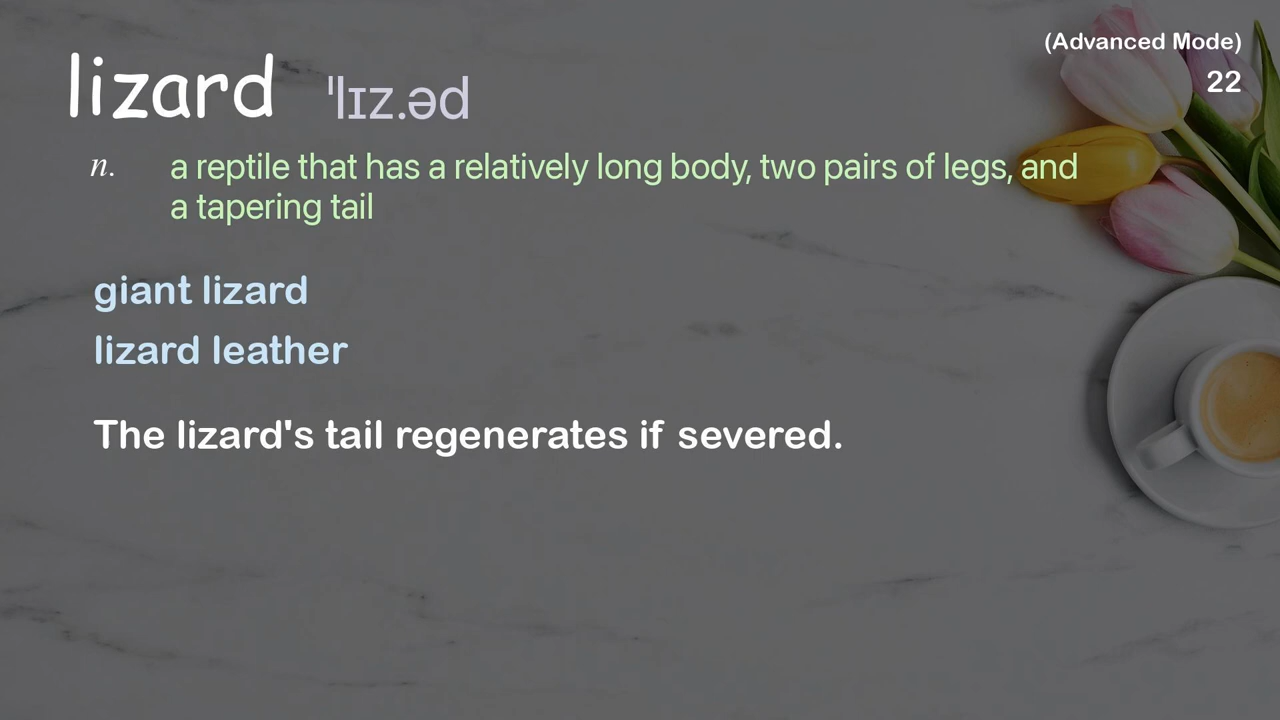 (Advanced Mode)
22
lizard ˈlɪz.əd
n. a reptile that has a relatively long body, two pairs of legs, and
a tapering tail
giant lizard
lizard leather
The lizard's tail regenerates if severed.